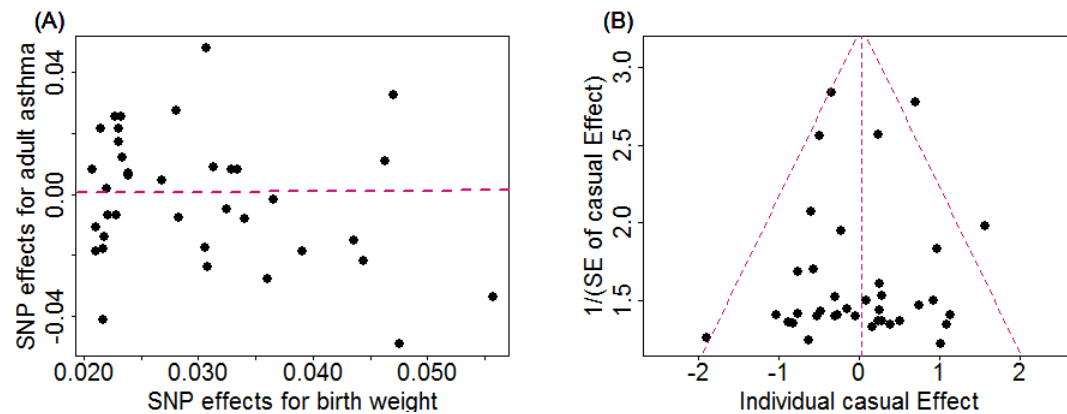 (A)
SNP effects for adult asthma
0.04
0.00
-0.04
0.020
0.030
0.040
0.050
SNP effects for birth weight
(B)
1/(SE of casual Effect)
3.0
2.5
2.0
1.5
-2
-1
0
1
2
Individual casual Effect